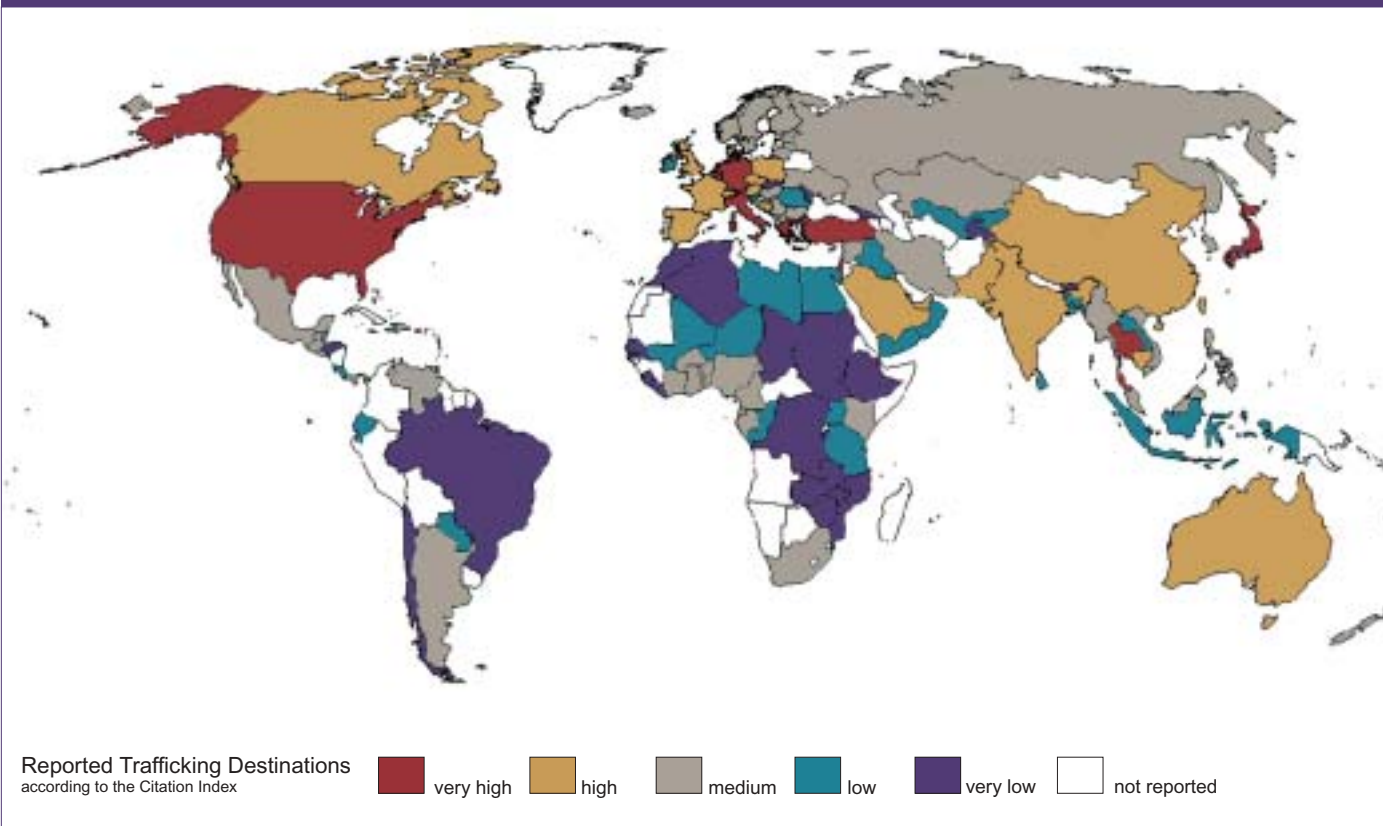 Reported Trafficking Destinations
according to the Citation Index
very high
high
medium
low
very low
not reported